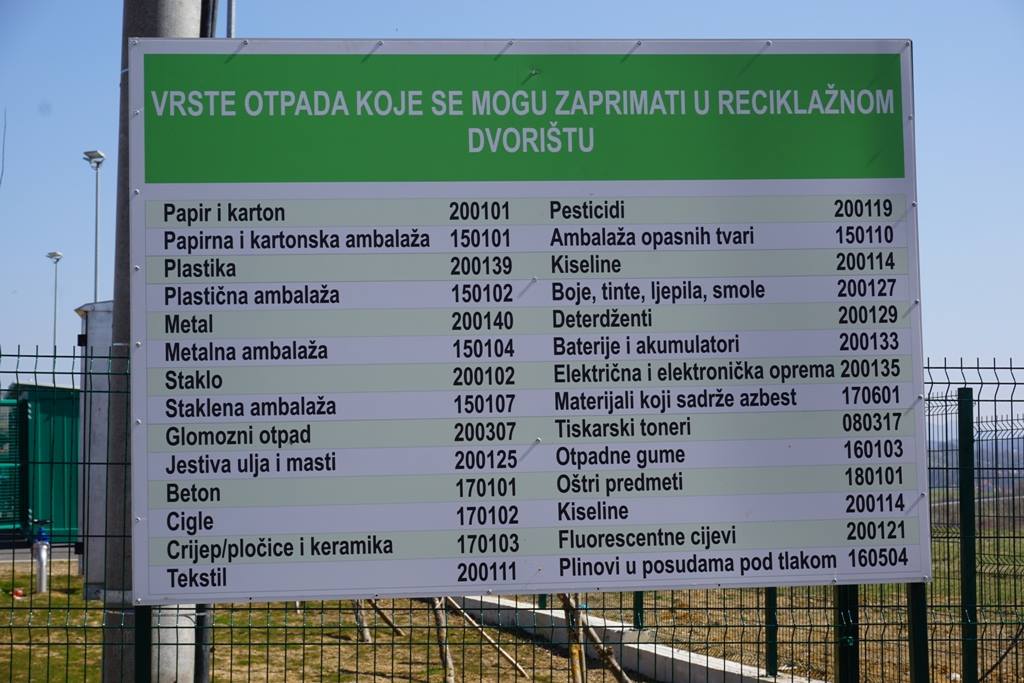 VRSTE OTPADA KOJE SE MOGU ZAPRIMATI U RECIKLAŽNOM
DVORIŠTU
Papir i karton 200101
Papirna i kartonska ambalaža 150101
Plastika 200139
Plastična ambalaža 150102
Metal 200140
Metalna ambalaža 150104
Staklo 200102
Staklena ambalaža 150107
Glomozni otpad 200307
Jestiva ulja i masti 200125
Beton 170101
Cigle 170102
Crijep/pločice i keramika 170103
Tekstil 200111
Pesticidi 200119
Ambalaža opasnih tvari 150110
Kiseline 200114
Boje, tinte, ljepila, smole 200127
Deterdženti 200129
Baterije i akumulatori 200133
Električna i elektronička oprema 200135
Materijali koji sadrže azbest 170601
Tiskarski toneri 080317
Otpadne gume 160103
Oštri predmeti 180101
Kiseline 200114
Fluorescentne cijevi 200121
Plinovi u posudama pod tlakom 160504